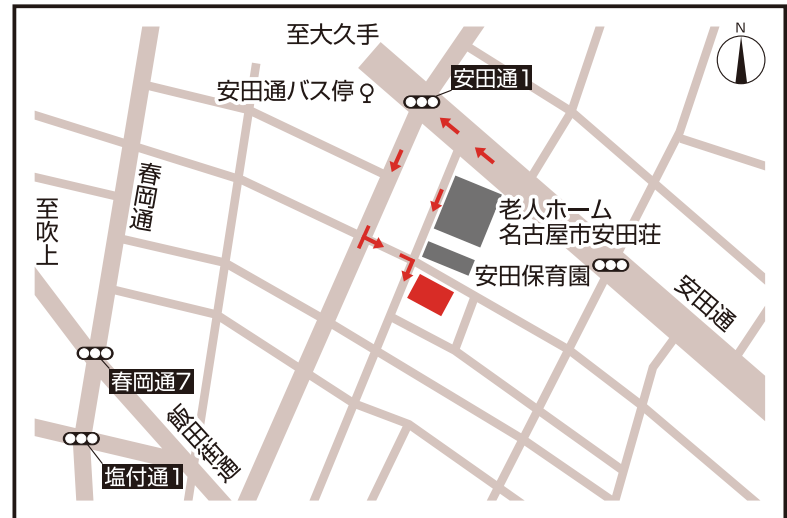 至大久手
N
安田通1
安田通バス停
春岡通
至吹上
老人ホーム
名古屋市安田荘
安田保育園
安田通
春岡通7
飯田街道
塩付通1